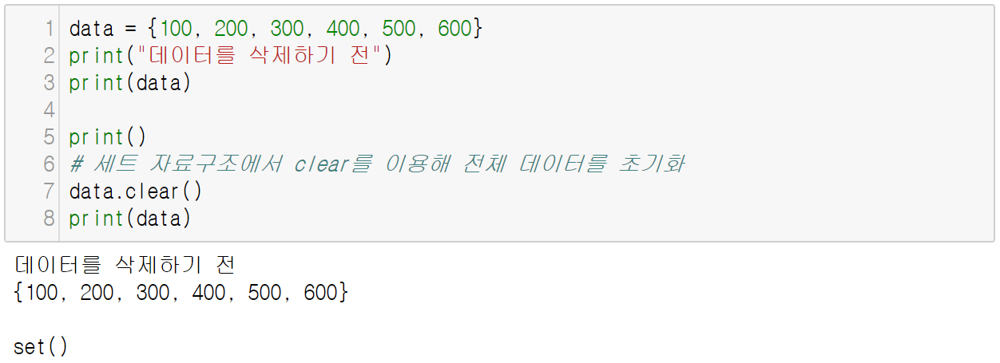 1 data = {100, 200, 300, 400, 500, 600}
2 print("데이터를 삭제하기 전")
3 print(data)
4
5 print()
6 # 세트 자료구조에서 clear를 이용해 전체 데이터를 초기화
7 data.clear()
8 print(data)
데이터를 삭제하기 전
{100, 200, 300, 400, 500, 600}
set()